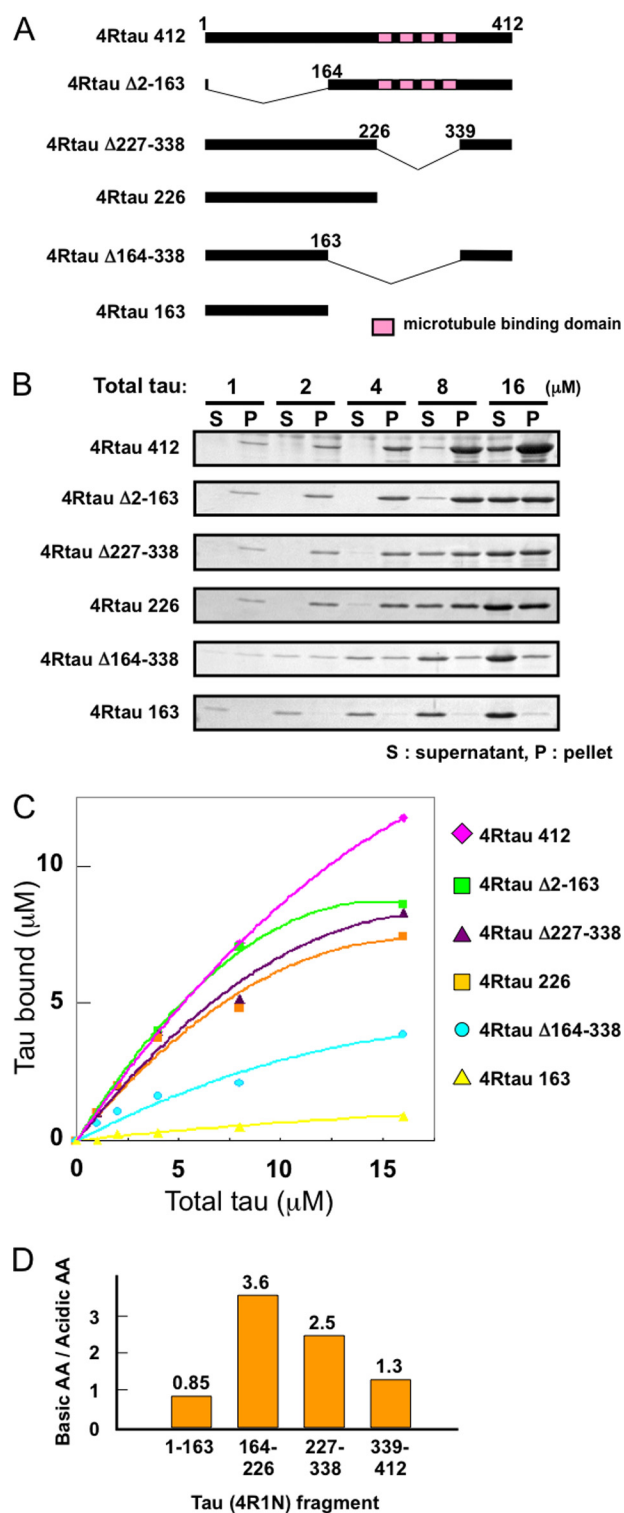 A
1 412
4Rtau 412
164
4Rtau Δ2-163
226 339
4Rtau Δ227-338
4Rtau 226
163
4Rtau Δ164-338
4Rtau 163
microtubule binding domain
B
Total tau: 1 2 4 8 16 (μM)
S P S P S P S P S P
4Rtau 412
4Rtau Δ2-163
4Rtau Δ227-338
4Rtau 226
4Rtau Δ164-338
4Rtau 163
S : supernatant, P : pellet
C
Tau bound (μM)
10
5
0
0 5 10 15
Total tau (μM)
4Rtau 412
4Rtau Δ2-163
4Rtau Δ227-338
4Rtau 226
4Rtau Δ164-338
4Rtau 163
D
Basic AA / Acidic AA
3
2
1
0
0.85
3.6
2.5
1.3
1-163 164- 227- 339-
226 338 412
Tau (4R1N) fragment